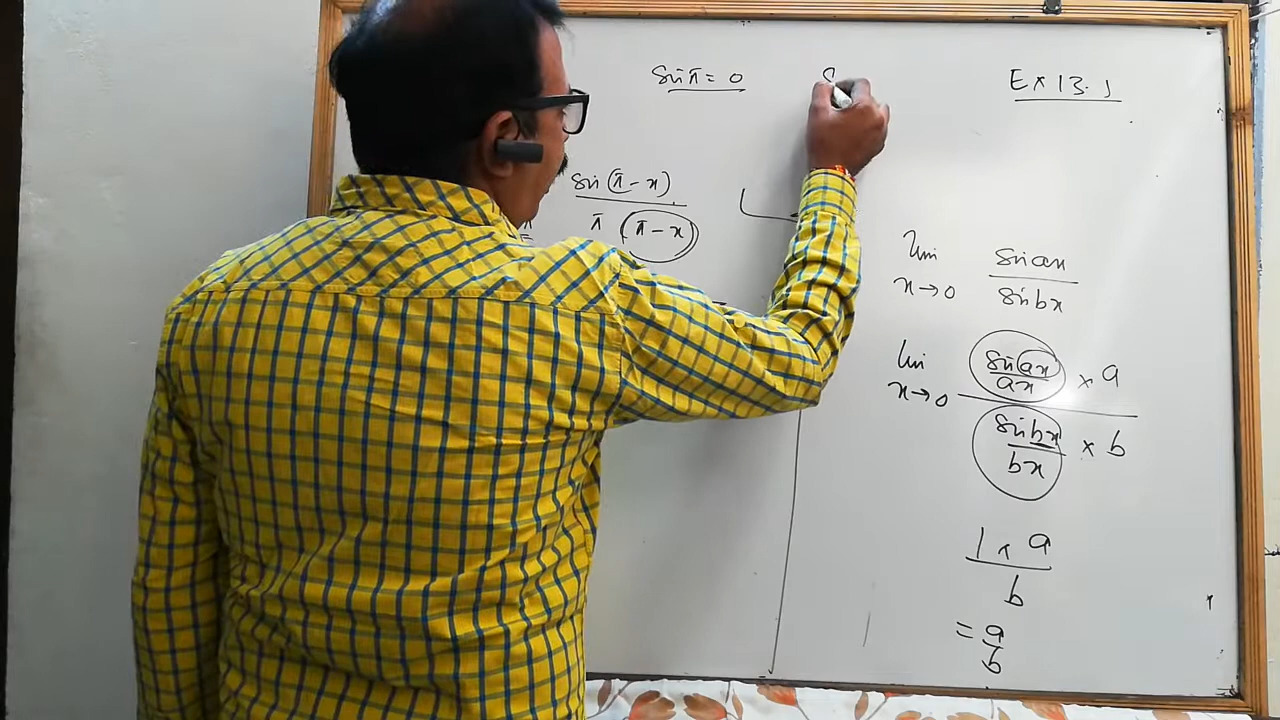 sin π = 0
Ex 13.1
sin(π - x)
π (π - x)
lim sin ax
x→0 sin bx
lim sin ax
ax × a
x→0
sin bx × b
bx
1 × a
b
= a
b